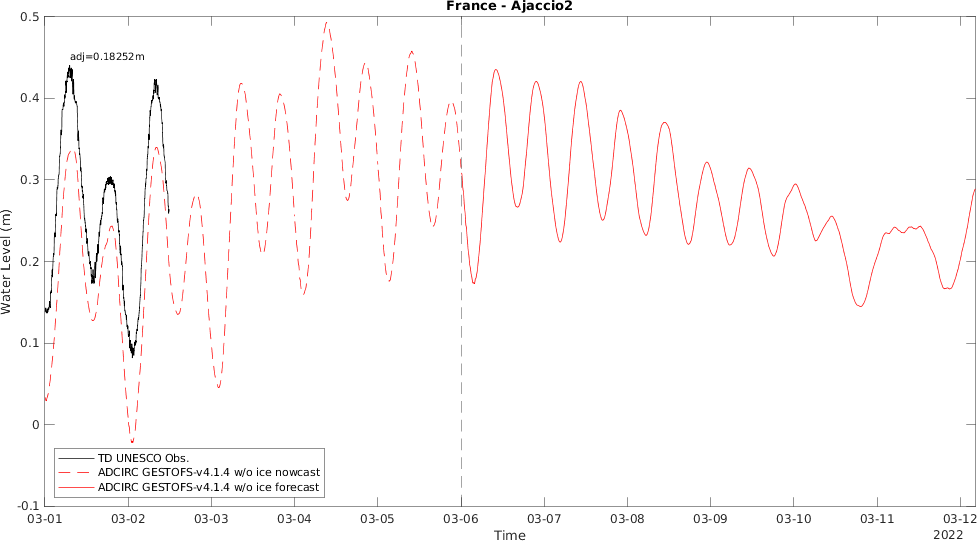 France - Ajaccio2
adj=0.18252m
0.5
0.4
0.3
0.2
0.1
0
-0.1
Water Level (m)
TD UNESCO Obs.
ADCIRC GESTOFS-v4.1.4 w/o ice nowcast
ADCIRC GESTOFS-v4.1.4 w/o ice forecast
03-01 03-02 03-03 03-04 03-05 03-06 03-07 03-08 03-09 03-10 03-11 03-12
Time
2022